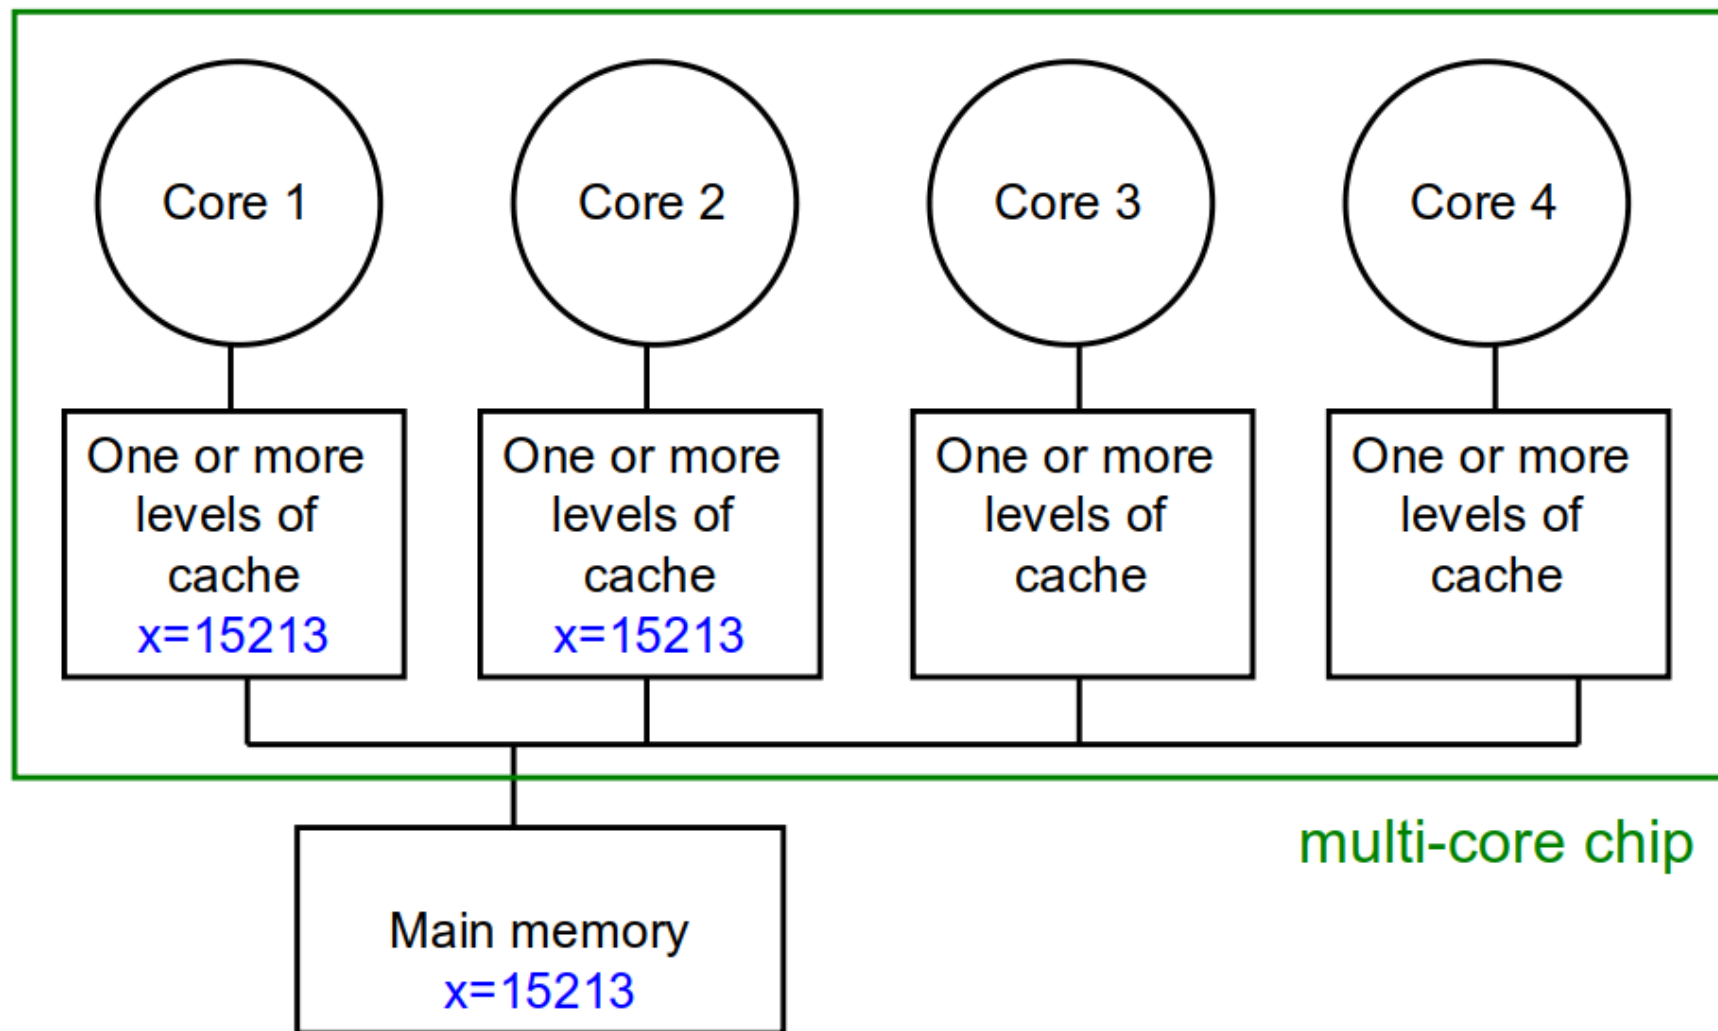 Core 1
Core 2
Core 3
Core 4
One or more
levels of
cache
x=15213
One or more
levels of
cache
x=15213
One or more
levels of
cache
One or more
levels of
cache
multi-core chip
Main memory
x=15213